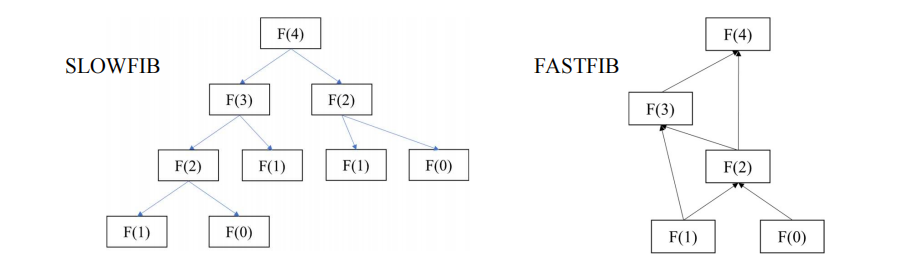 SLOWFIB
F(4)
F(3)
F(2)
F(2)
F(1)
F(1)
F(0)
F(1)
F(0)
FASTFIB
F(4)
F(3)
F(2)
F(1)
F(0)